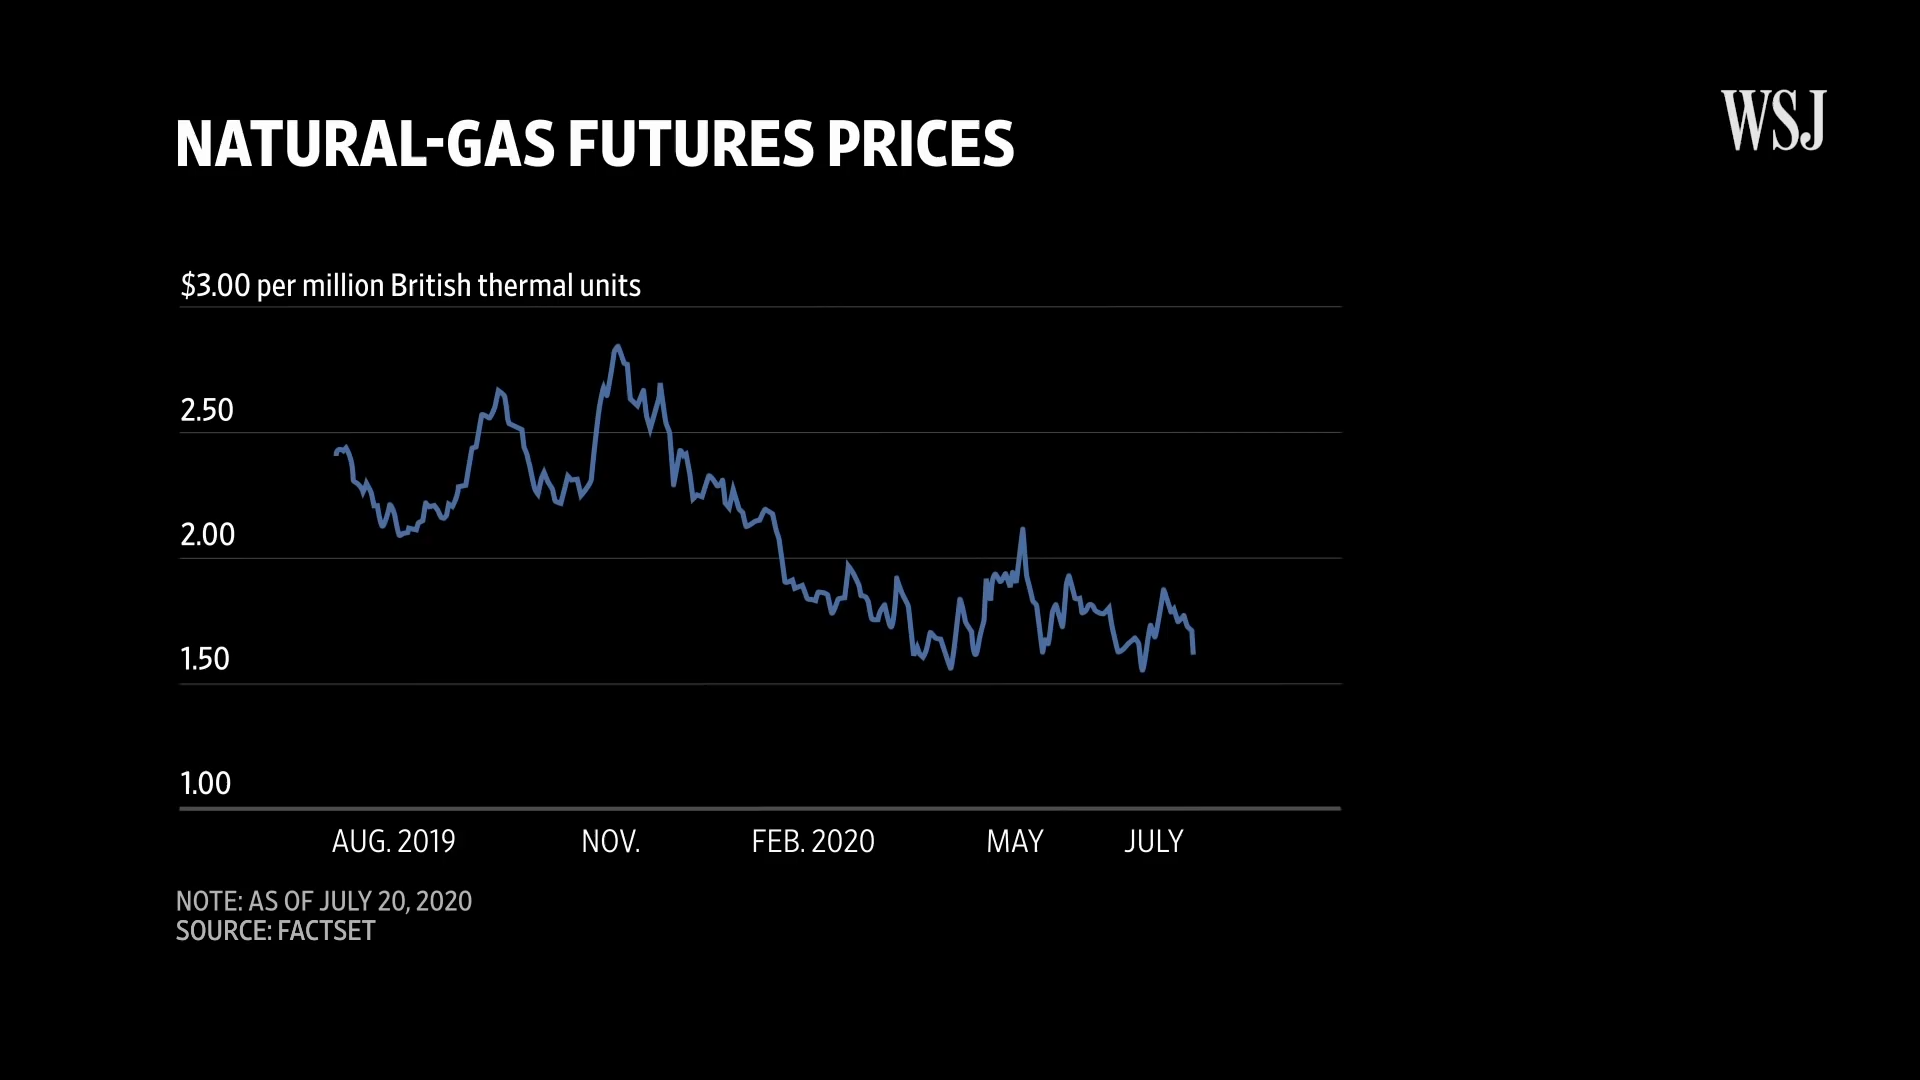 NATURAL-GAS FUTURES PRICES
WSJ
$3.00 per million British thermal units
2.50
2.00
1.50
1.00
AUG. 2019 NOV. FEB. 2020 MAY JULY
NOTE: AS OF JULY 20, 2020
SOURCE: FACTSET